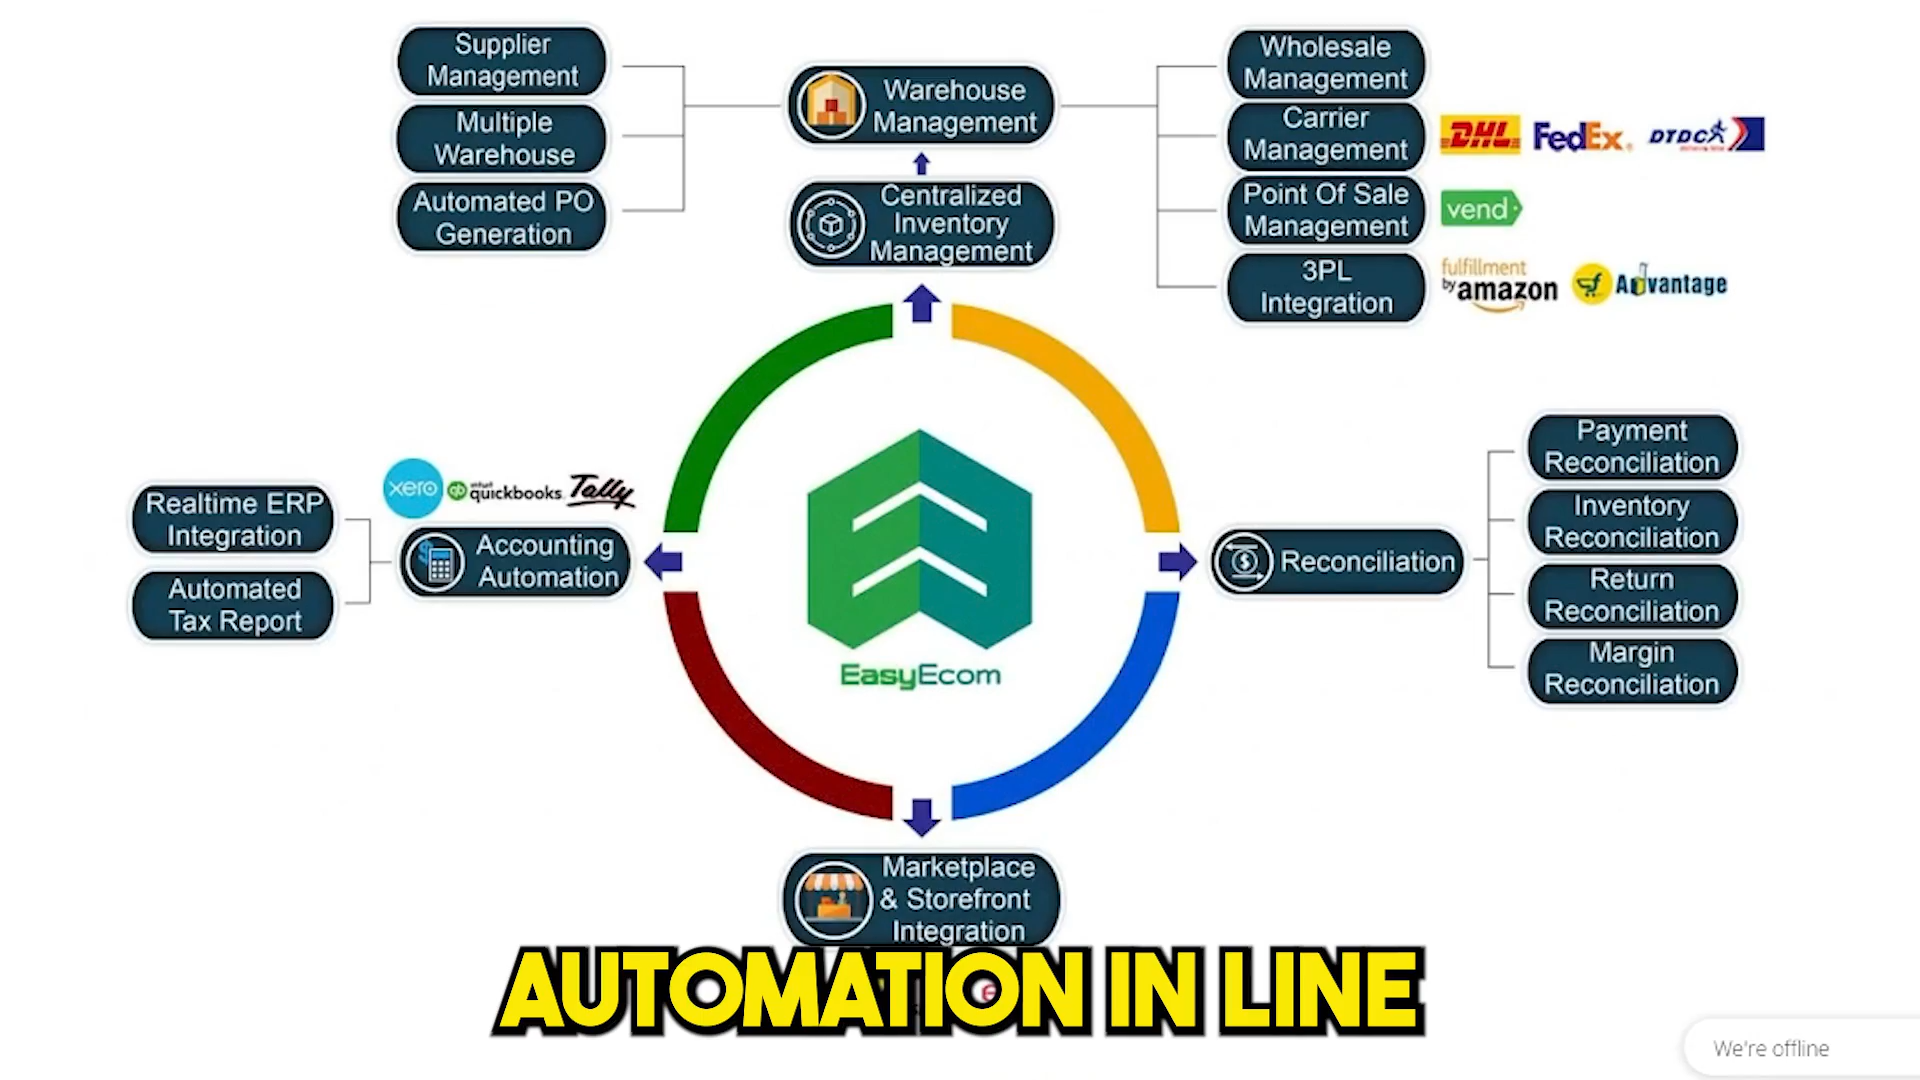 Supplier
Management
Multiple
Warehouse
Automated PO
Generation
Warehouse
Management
Centralized
Inventory
Management
Wholesale
Management
Carrier
Management
DHL FedEx. DTDC
Point Of Sale
Management
vend
3PL
Integration
fulfillment
by amazon
Advantage
xero intuit quickbooks. Tally
Realtime ERP
Integration
Automated
Tax Report
Accounting
Automation
EasyEcom
Reconciliation
Payment
Reconciliation
Inventory
Reconciliation
Return
Reconciliation
Margin
Reconciliation
Marketplace
& Storefront
Integration
AUTOMATION IN LINE
We're offline